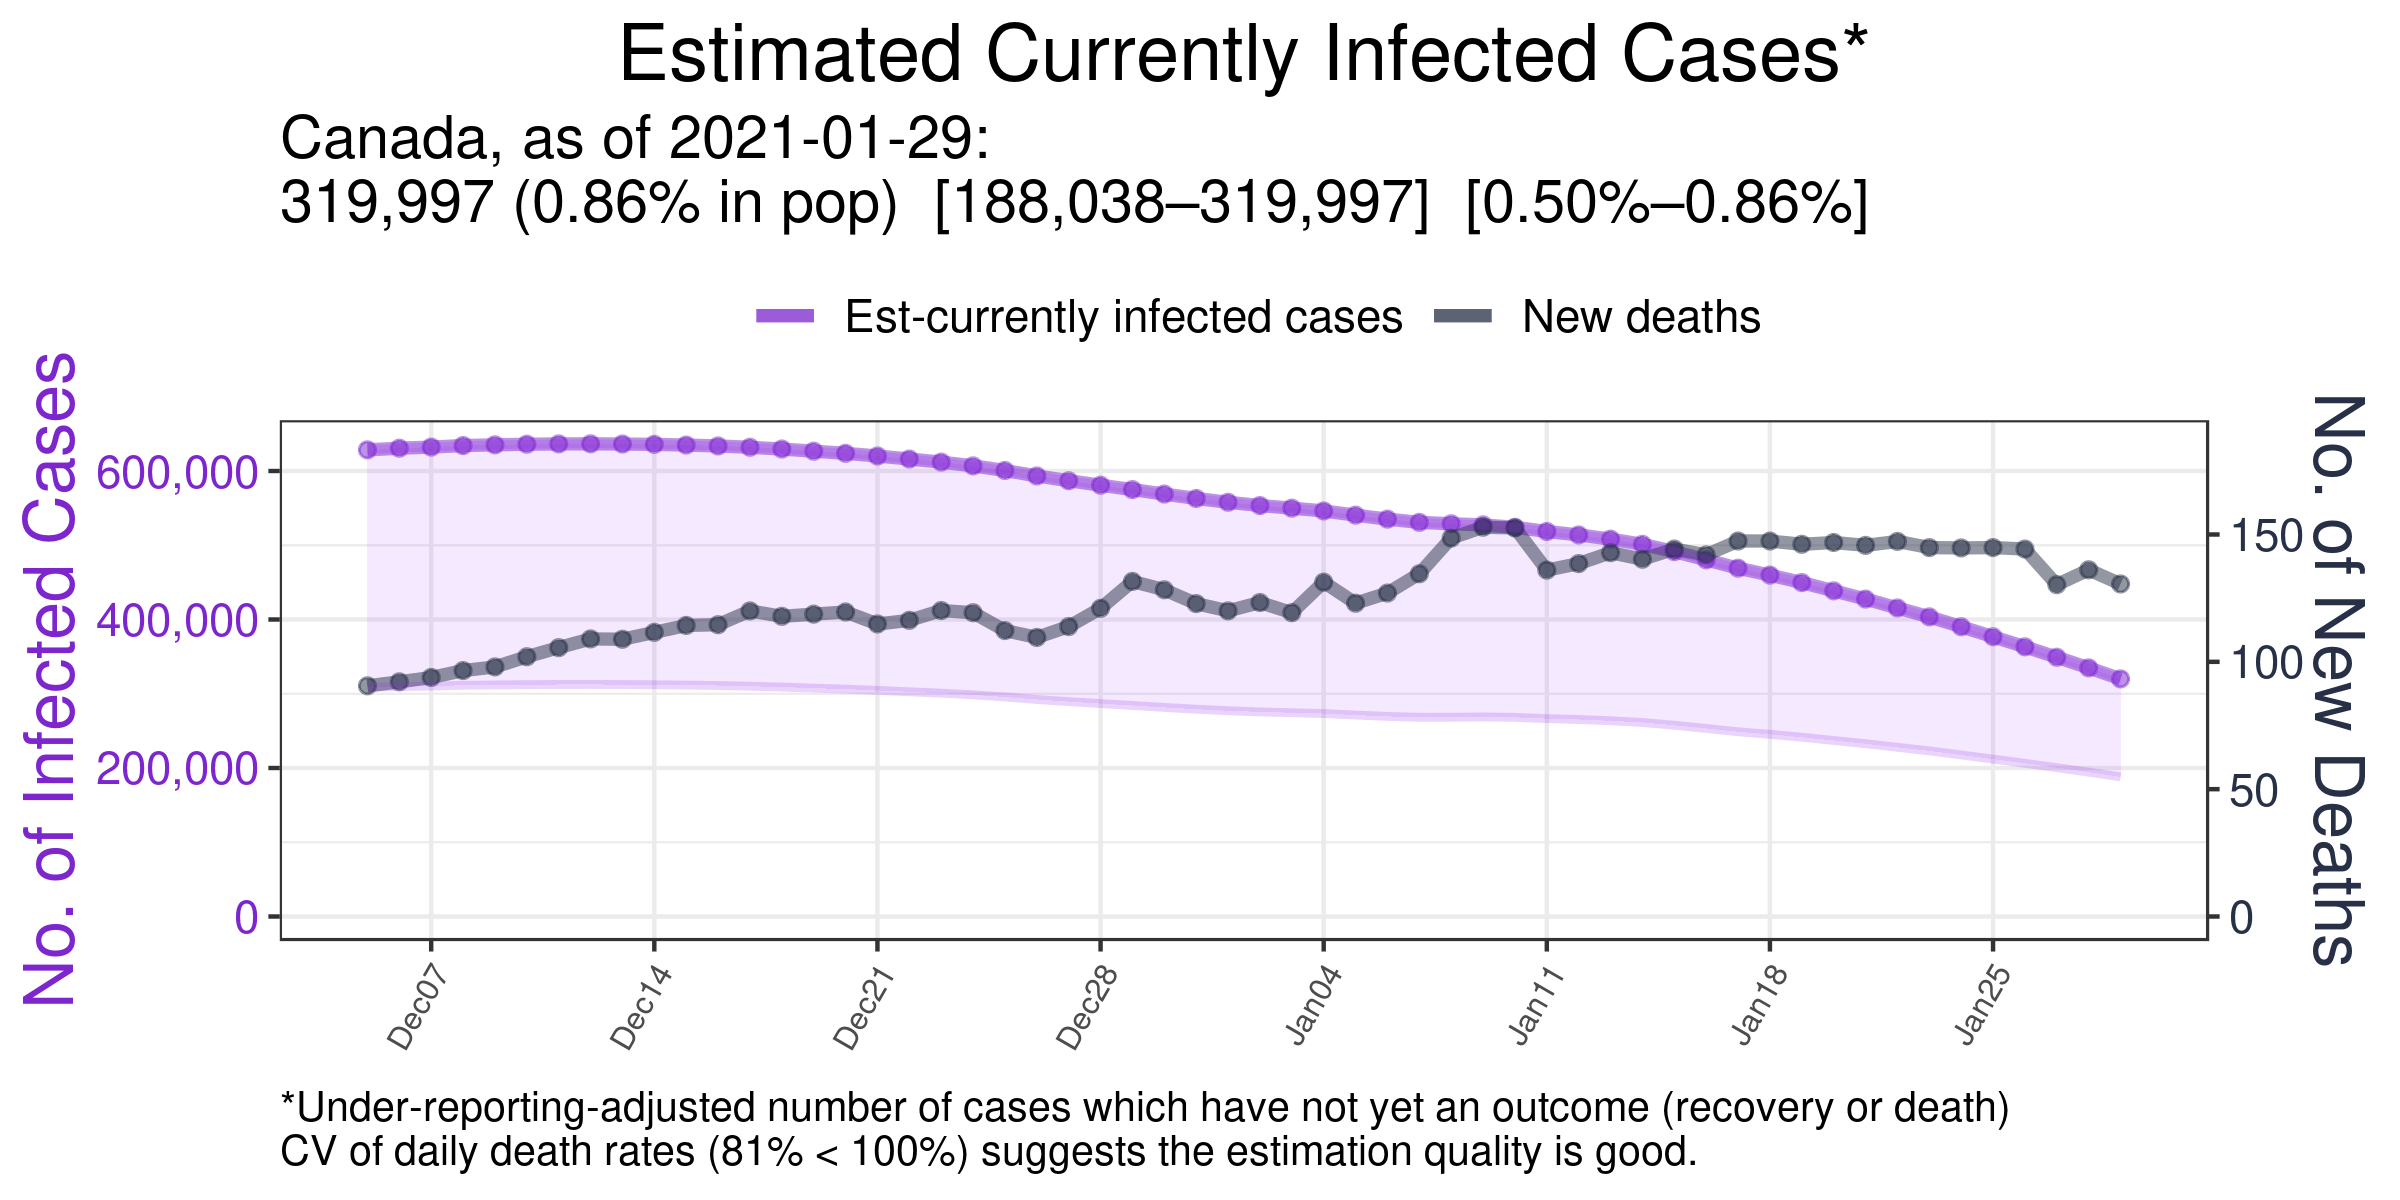 Estimated Currently Infected Cases*
Canada, as of 2021-01-29:
319,997 (0.86% in pop)  [188,038–319,997]  [0.50%–0.86%]
Est-currently infected cases
New deaths
No. of Infected Cases
600,000
400,000
200,000
0
150
100
50
0
No. of New Deaths
Dec07
Dec14
Dec21
Dec28
Jan04
Jan11
Jan18
Jan25
*Under-reporting-adjusted number of cases which have not yet an outcome (recovery or death)
CV of daily death rates (81% < 100%) suggests the estimation quality is good.